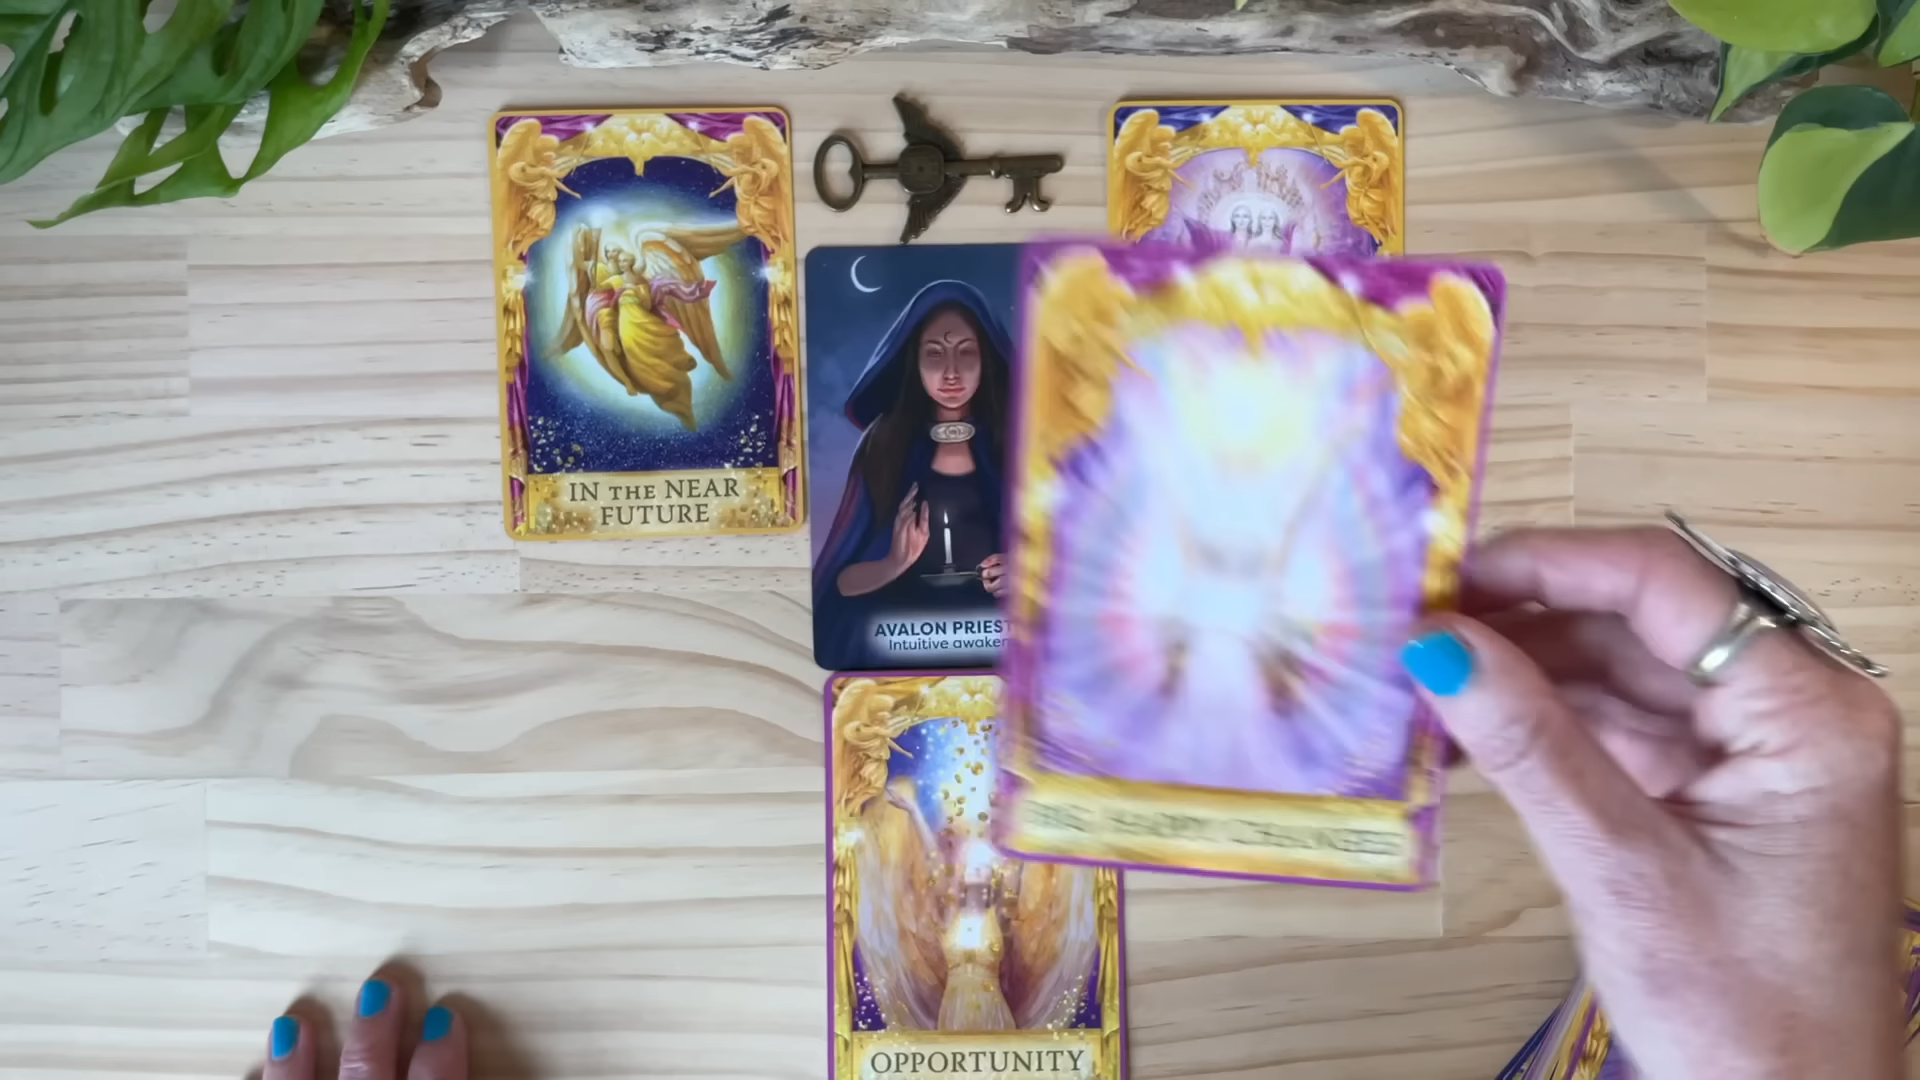 IN THE NEAR
FUTURE
AVALON PRIEST
Intuitive awaken
OPPORTUNITY